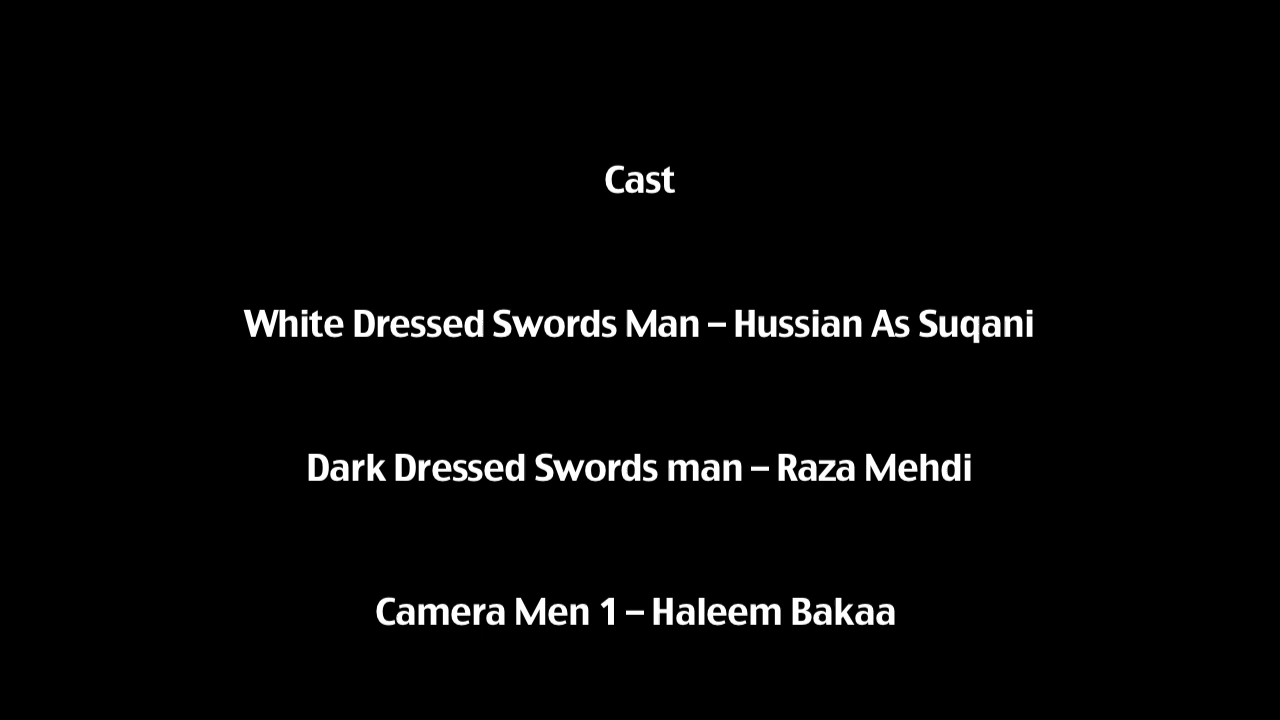 Cast
White Dressed Swords Man – Hussian As Suqani
Dark Dressed Swords man – Raza Mehdi
Camera Men 1 – Haleem Bakaa